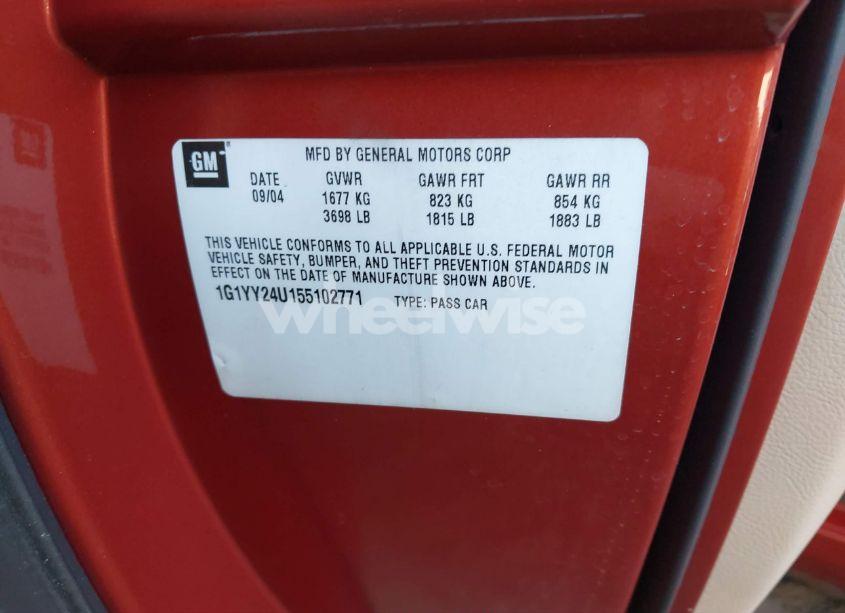 GM
MFD BY GENERAL MOTORS CORP
DATE GVWR GAWR FRT GAWR RR
09/04 1677 KG 823 KG 854 KG
3698 LB 1815 LB 1883 LB
THIS VEHICLE CONFORMS TO ALL APPLICABLE U.S. FEDERAL MOTOR
VEHICLE SAFETY, BUMPER, AND THEFT PREVENTION STANDARDS IN
EFFECT ON THE DATE OF MANUFACTURE SHOWN ABOVE.
1G1YY24U155102771 TYPE: PASS CAR
wheelwise